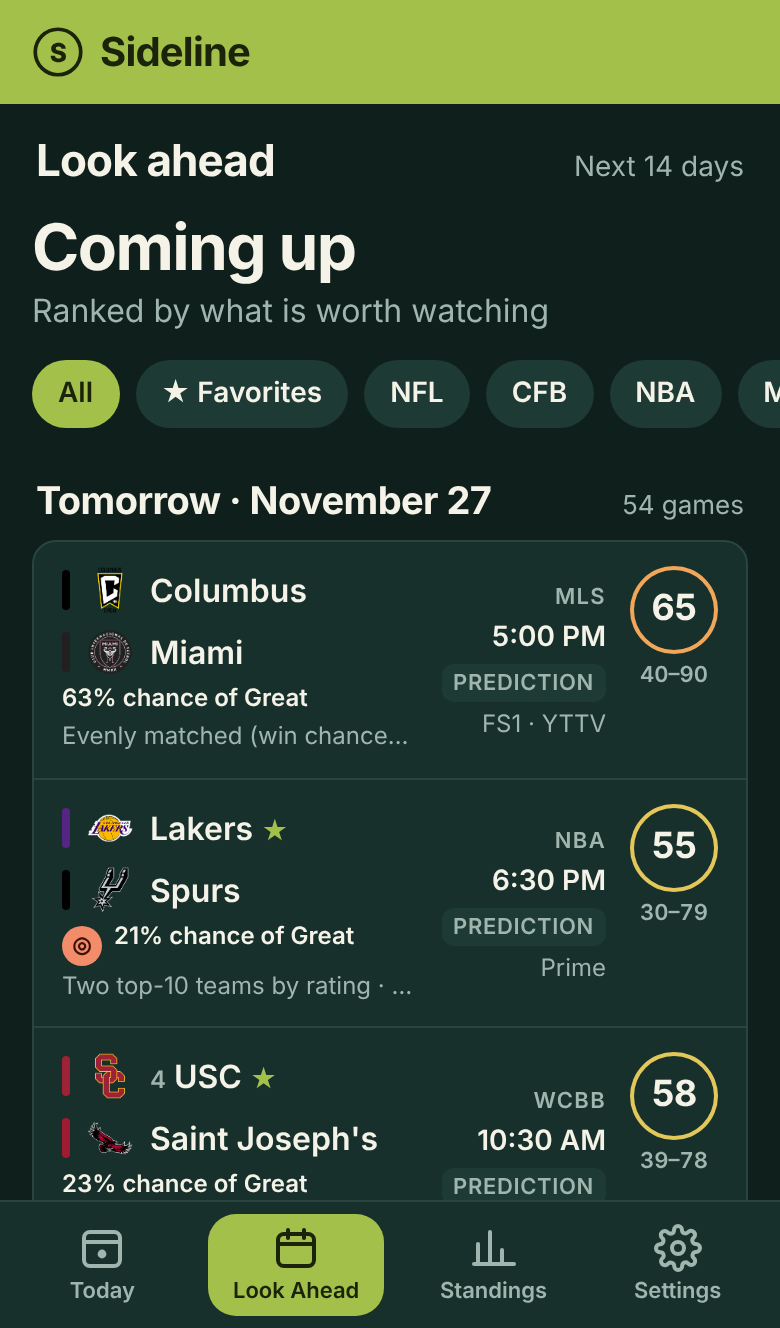 S Sideline
Look ahead
Next 14 days
Coming up
Ranked by what is worth watching
All
★ Favorites
NFL
CFB
NBA
M
Tomorrow · November 27
54 games
Columbus
Miami
63% chance of Great
Evenly matched (win chance...
MLS
5:00 PM
PREDICTION
FS1 · YTTV
65
40–90
LAKERS
Lakers ★
Spurs
21% chance of Great
Two top-10 teams by rating · ...
NBA
6:30 PM
PREDICTION
Prime
55
30–79
SC
4 USC ★
Saint Joseph's
23% chance of Great
WCBB
10:30 AM
PREDICTION
58
39–78
Today
Look Ahead
Standings
Settings